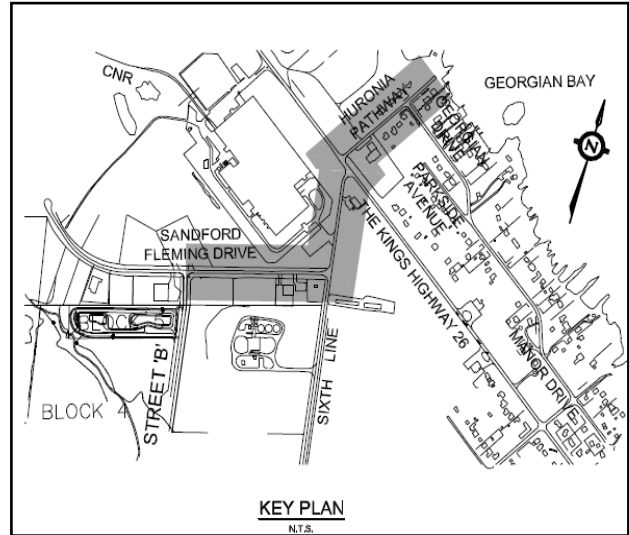 CNR
HURONIA
PATHWAY
GEORGIAN BAY
GEORGIAN
DRIVE
N
PARKSIDE
AVENUE
SANDFORD
FLEMING DRIVE
THE KINGS HIGHWAY 26
MANOR DRIVE
STREET 'B'
SIXTH LINE
BLOCK 4
KEY PLAN
N.T.S.